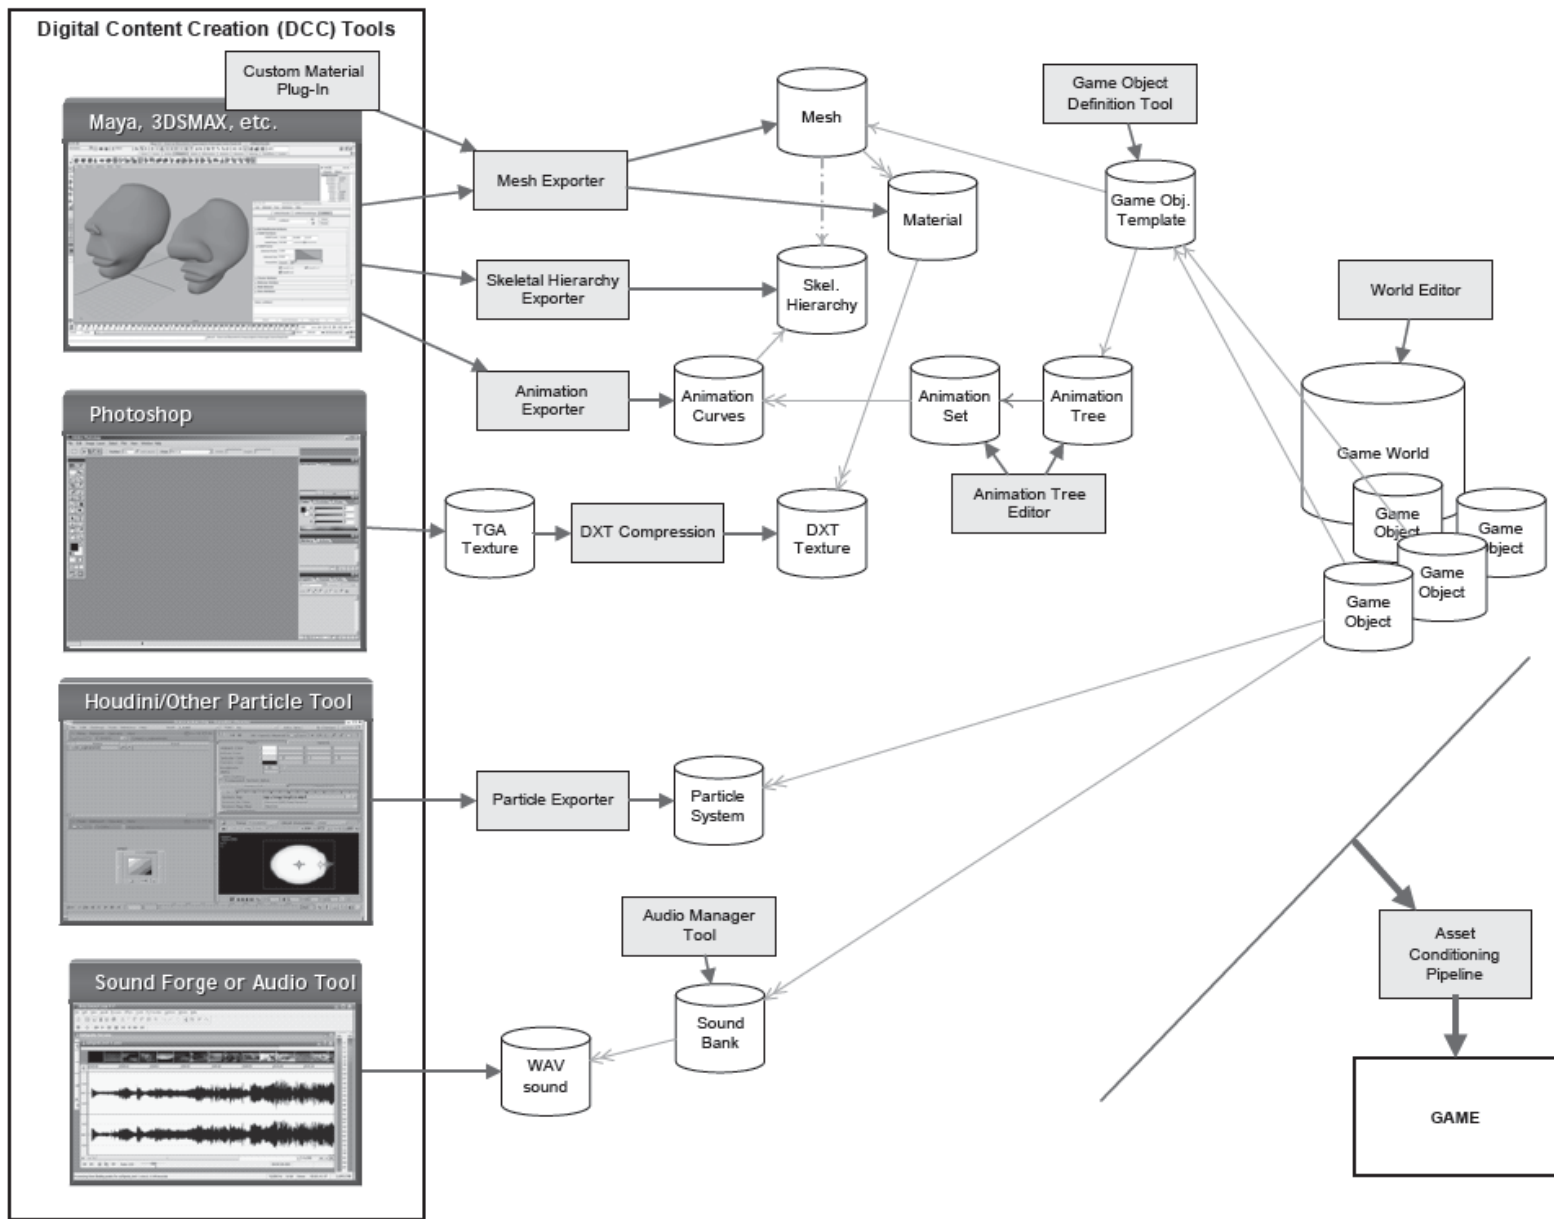 Digital Content Creation (DCC) Tools
Custom Material
Plug-In
Maya, 3DSMAX, etc.
Mesh Exporter
Skeletal Hierarchy
Exporter
Animation
Exporter
Mesh
Material
Skel.
Hierarchy
Animation
Curves
Animation
Set
Animation
Tree
Animation Tree
Editor
Game Object
Definition Tool
Game Obj.
Template
World Editor
Game World
Game
Object
Game
Object
Game
Object
Game
Object
Photoshop
TGA
Texture
DXT Compression
DXT
Texture
Houdini/Other Particle Tool
Particle Exporter
Particle
System
Sound Forge or Audio Tool
Audio Manager
Tool
Sound
Bank
WAV
sound
Asset
Conditioning
Pipeline
GAME